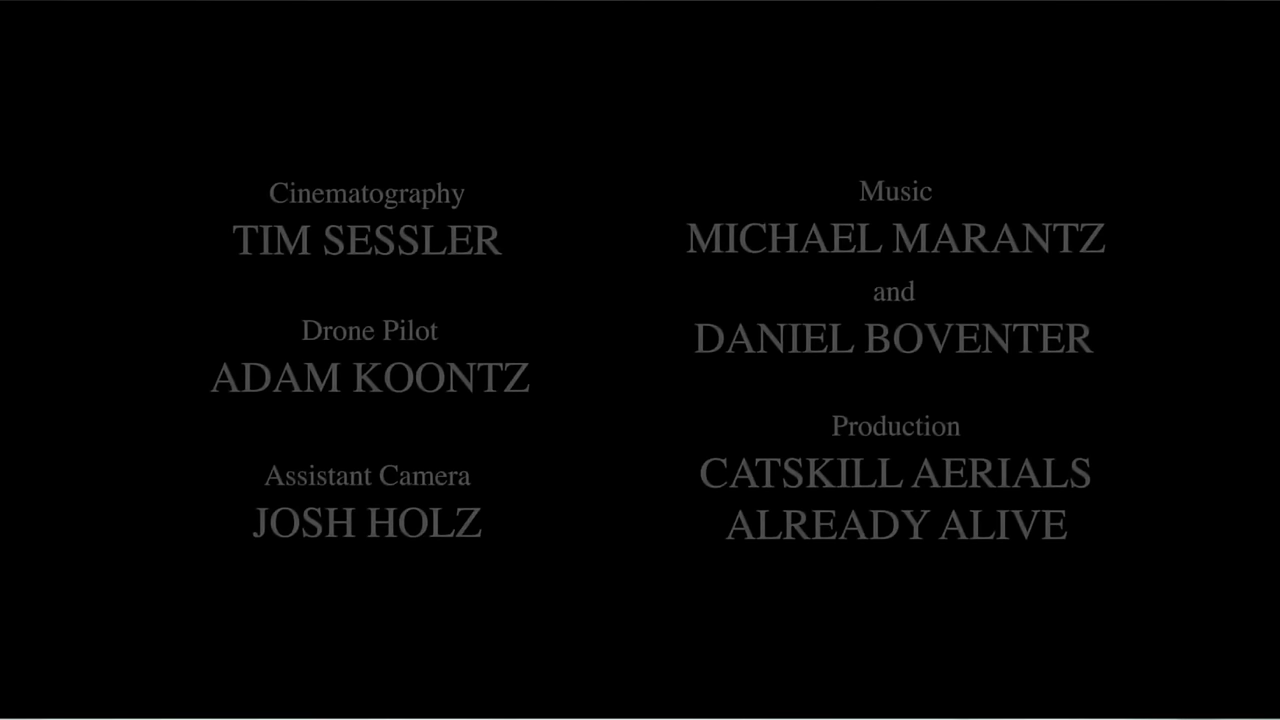 Cinematography
TIM SESSLER
Drone Pilot
ADAM KOONTZ
Assistant Camera
JOSH HOLZ
Music
MICHAEL MARANTZ
and
DANIEL BOVENTER
Production
CATSKILL AERIALS
ALREADY ALIVE